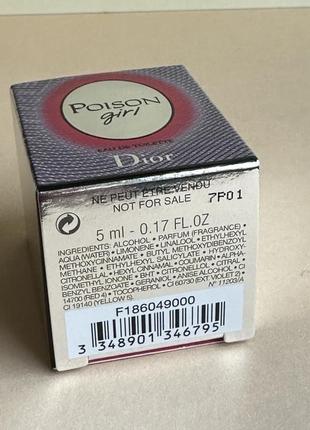 POISON
girl
EAU DE TOILETTE
Dior
NE PEUT ÊTRE VENDU
NOT FOR SALE
7P01
5 ml - 0.17 FL.OZ
INGREDIENTS: ALCOHOL • PARFUM (FRAGRANCE) •
AQUA (WATER) • LIMONENE • LINALOOL • ETHYLHEXYL
METHOXYCINNAMATE • BUTYL METHOXYDIBENZOYL
METHANE • ETHYLHEXYL SALICYLATE • HYDROXY
CITRONELLAL • HEXYL CINNAMAL • COUMARIN • ALPHA-
ISOMETHYL IONONE • BHT • CITRONELLOL • CITRAL •
BENZYL BENZOATE • GERANIOL • ANISE ALCOHOL • CI
14700 (RED 4) • TOCOPHEROL • CI 60730 (EXT. VIOLET 2) •
CI 19140 (YELLOW 5).
N° 11203/A
F186049000
3 348901 346795